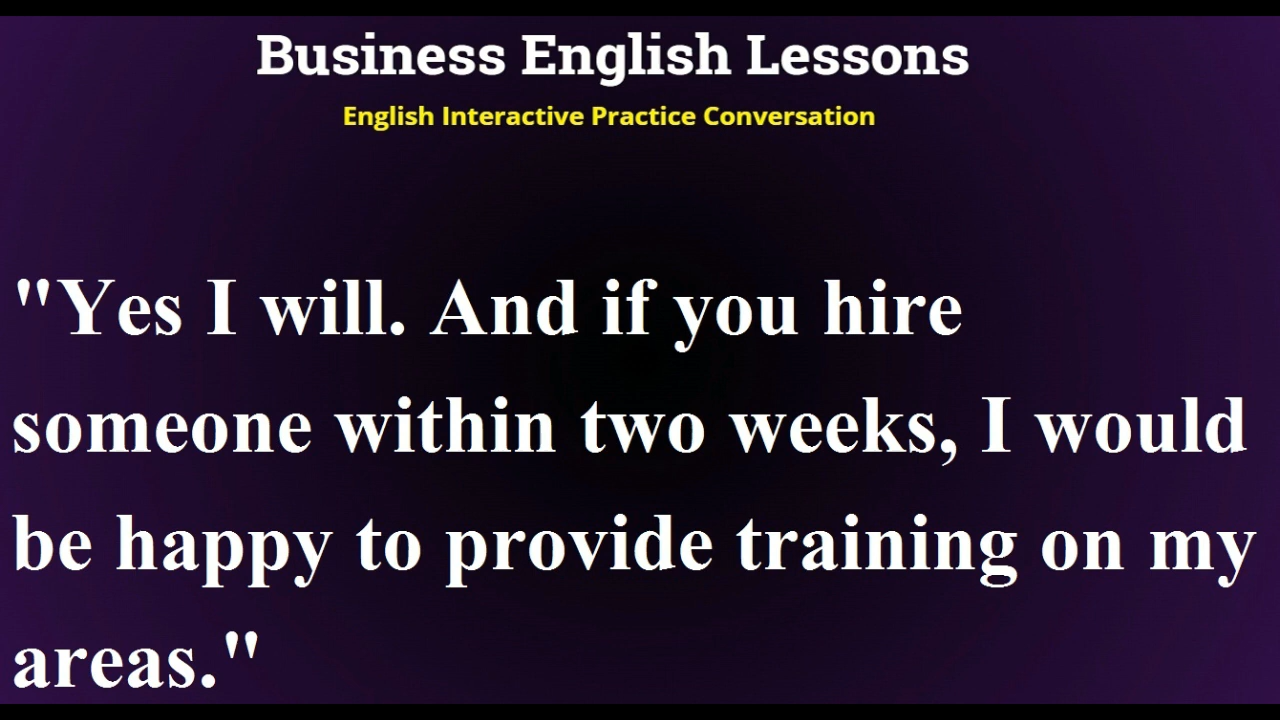 Business English Lessons
English Interactive Practice Conversation
"Yes I will. And if you hire
someone within two weeks, I would
be happy to provide training on my
areas."